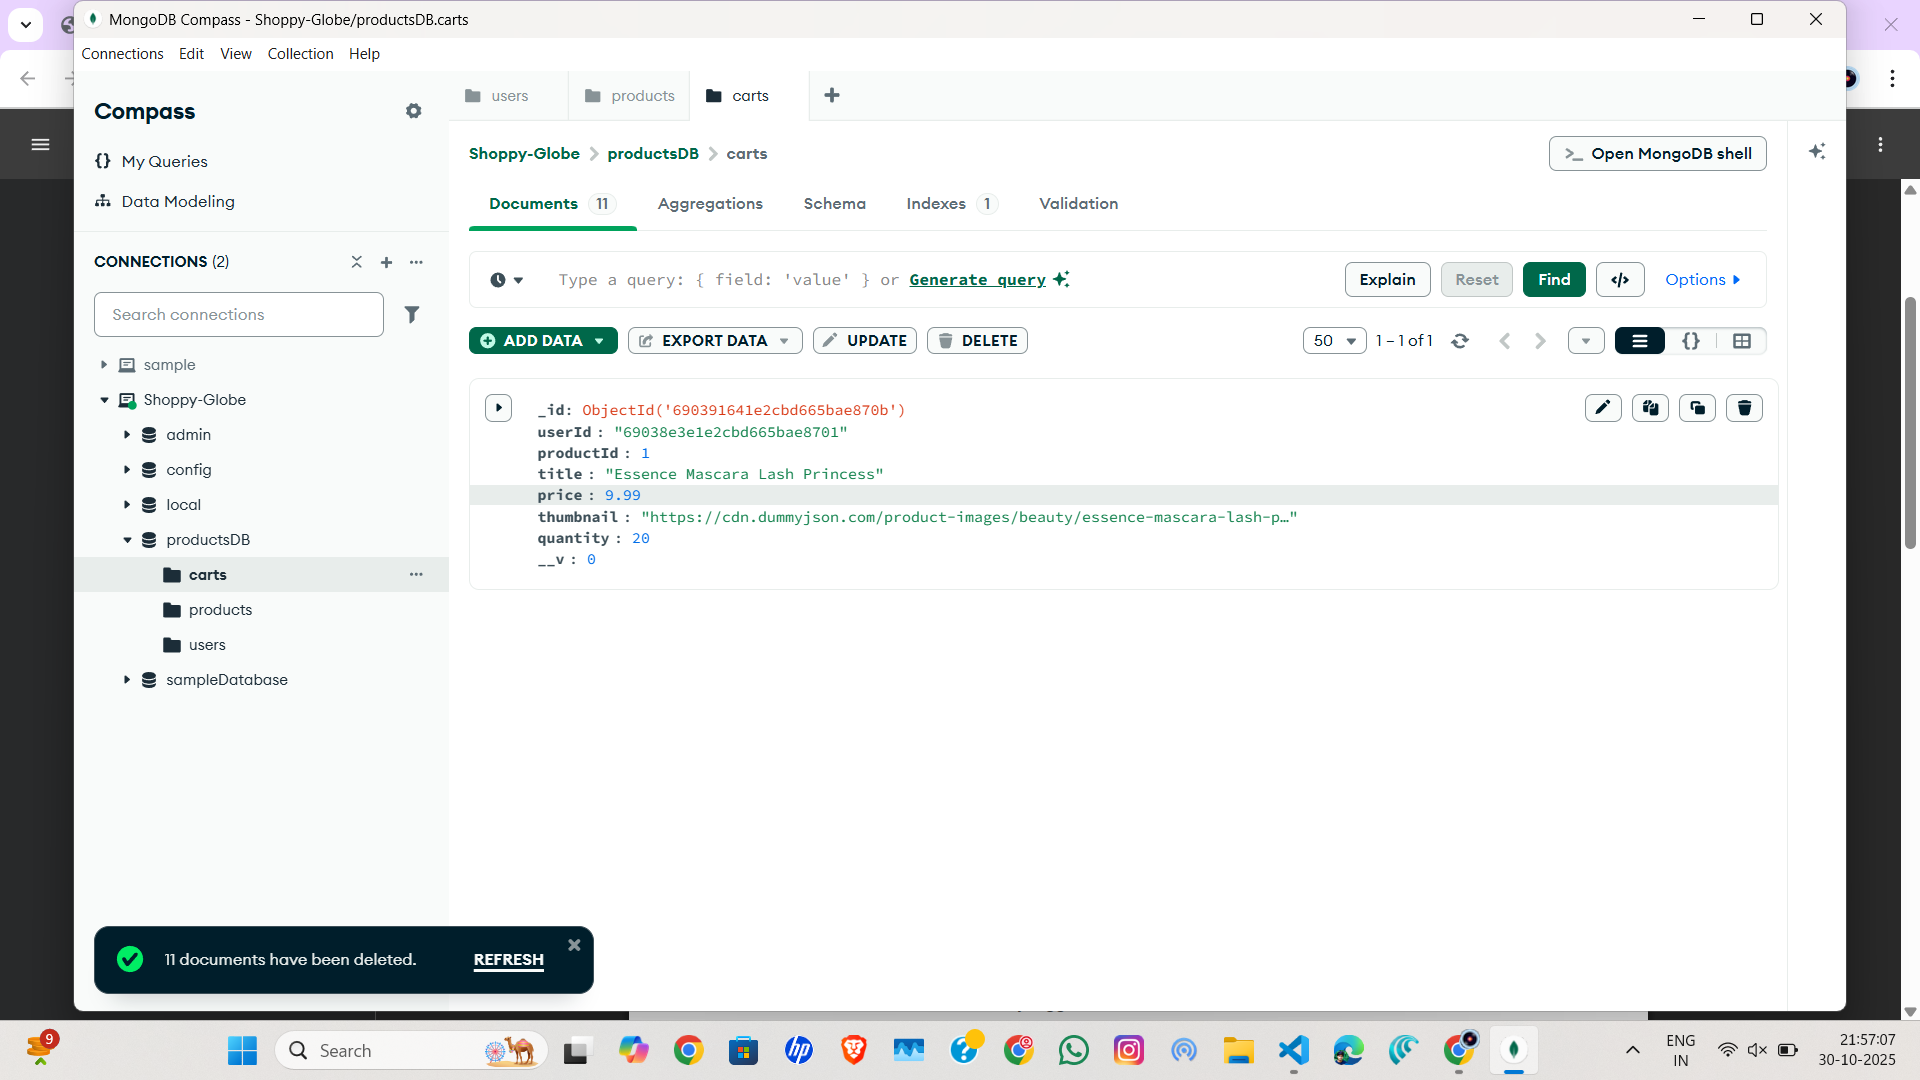 MongoDB Compass - Shoppy-Globe/productsDB.carts
Connections Edit View Collection Help
Compass
My Queries
Data Modeling
CONNECTIONS (2)
Search connections
sample
Shoppy-Globe
admin
config
local
productsDB
carts
products
users
sampleDatabase
users products carts
Shoppy-Globe productsDB carts
>_ Open MongoDB shell
Documents 11 Aggregations Schema Indexes 1 Validation
Type a query: { field: 'value' } or Generate query
Explain Reset Find </> Options
ADD DATA EXPORT DATA UPDATE DELETE
50 1 – 1 of 1 {}
_id: ObjectId('690391641e2cbd665bae870b')
userId : "69038e3e1e2cbd665bae8701"
productId : 1
title : "Essence Mascara Lash Princess"
price : 9.99
thumbnail : "https://cdn.dummyjson.com/product-images/beauty/essence-mascara-lash-p…"
quantity : 20
__v : 0
11 documents have been deleted. REFRESH
9
Search
ENG
IN
21:57:07
30-10-2025